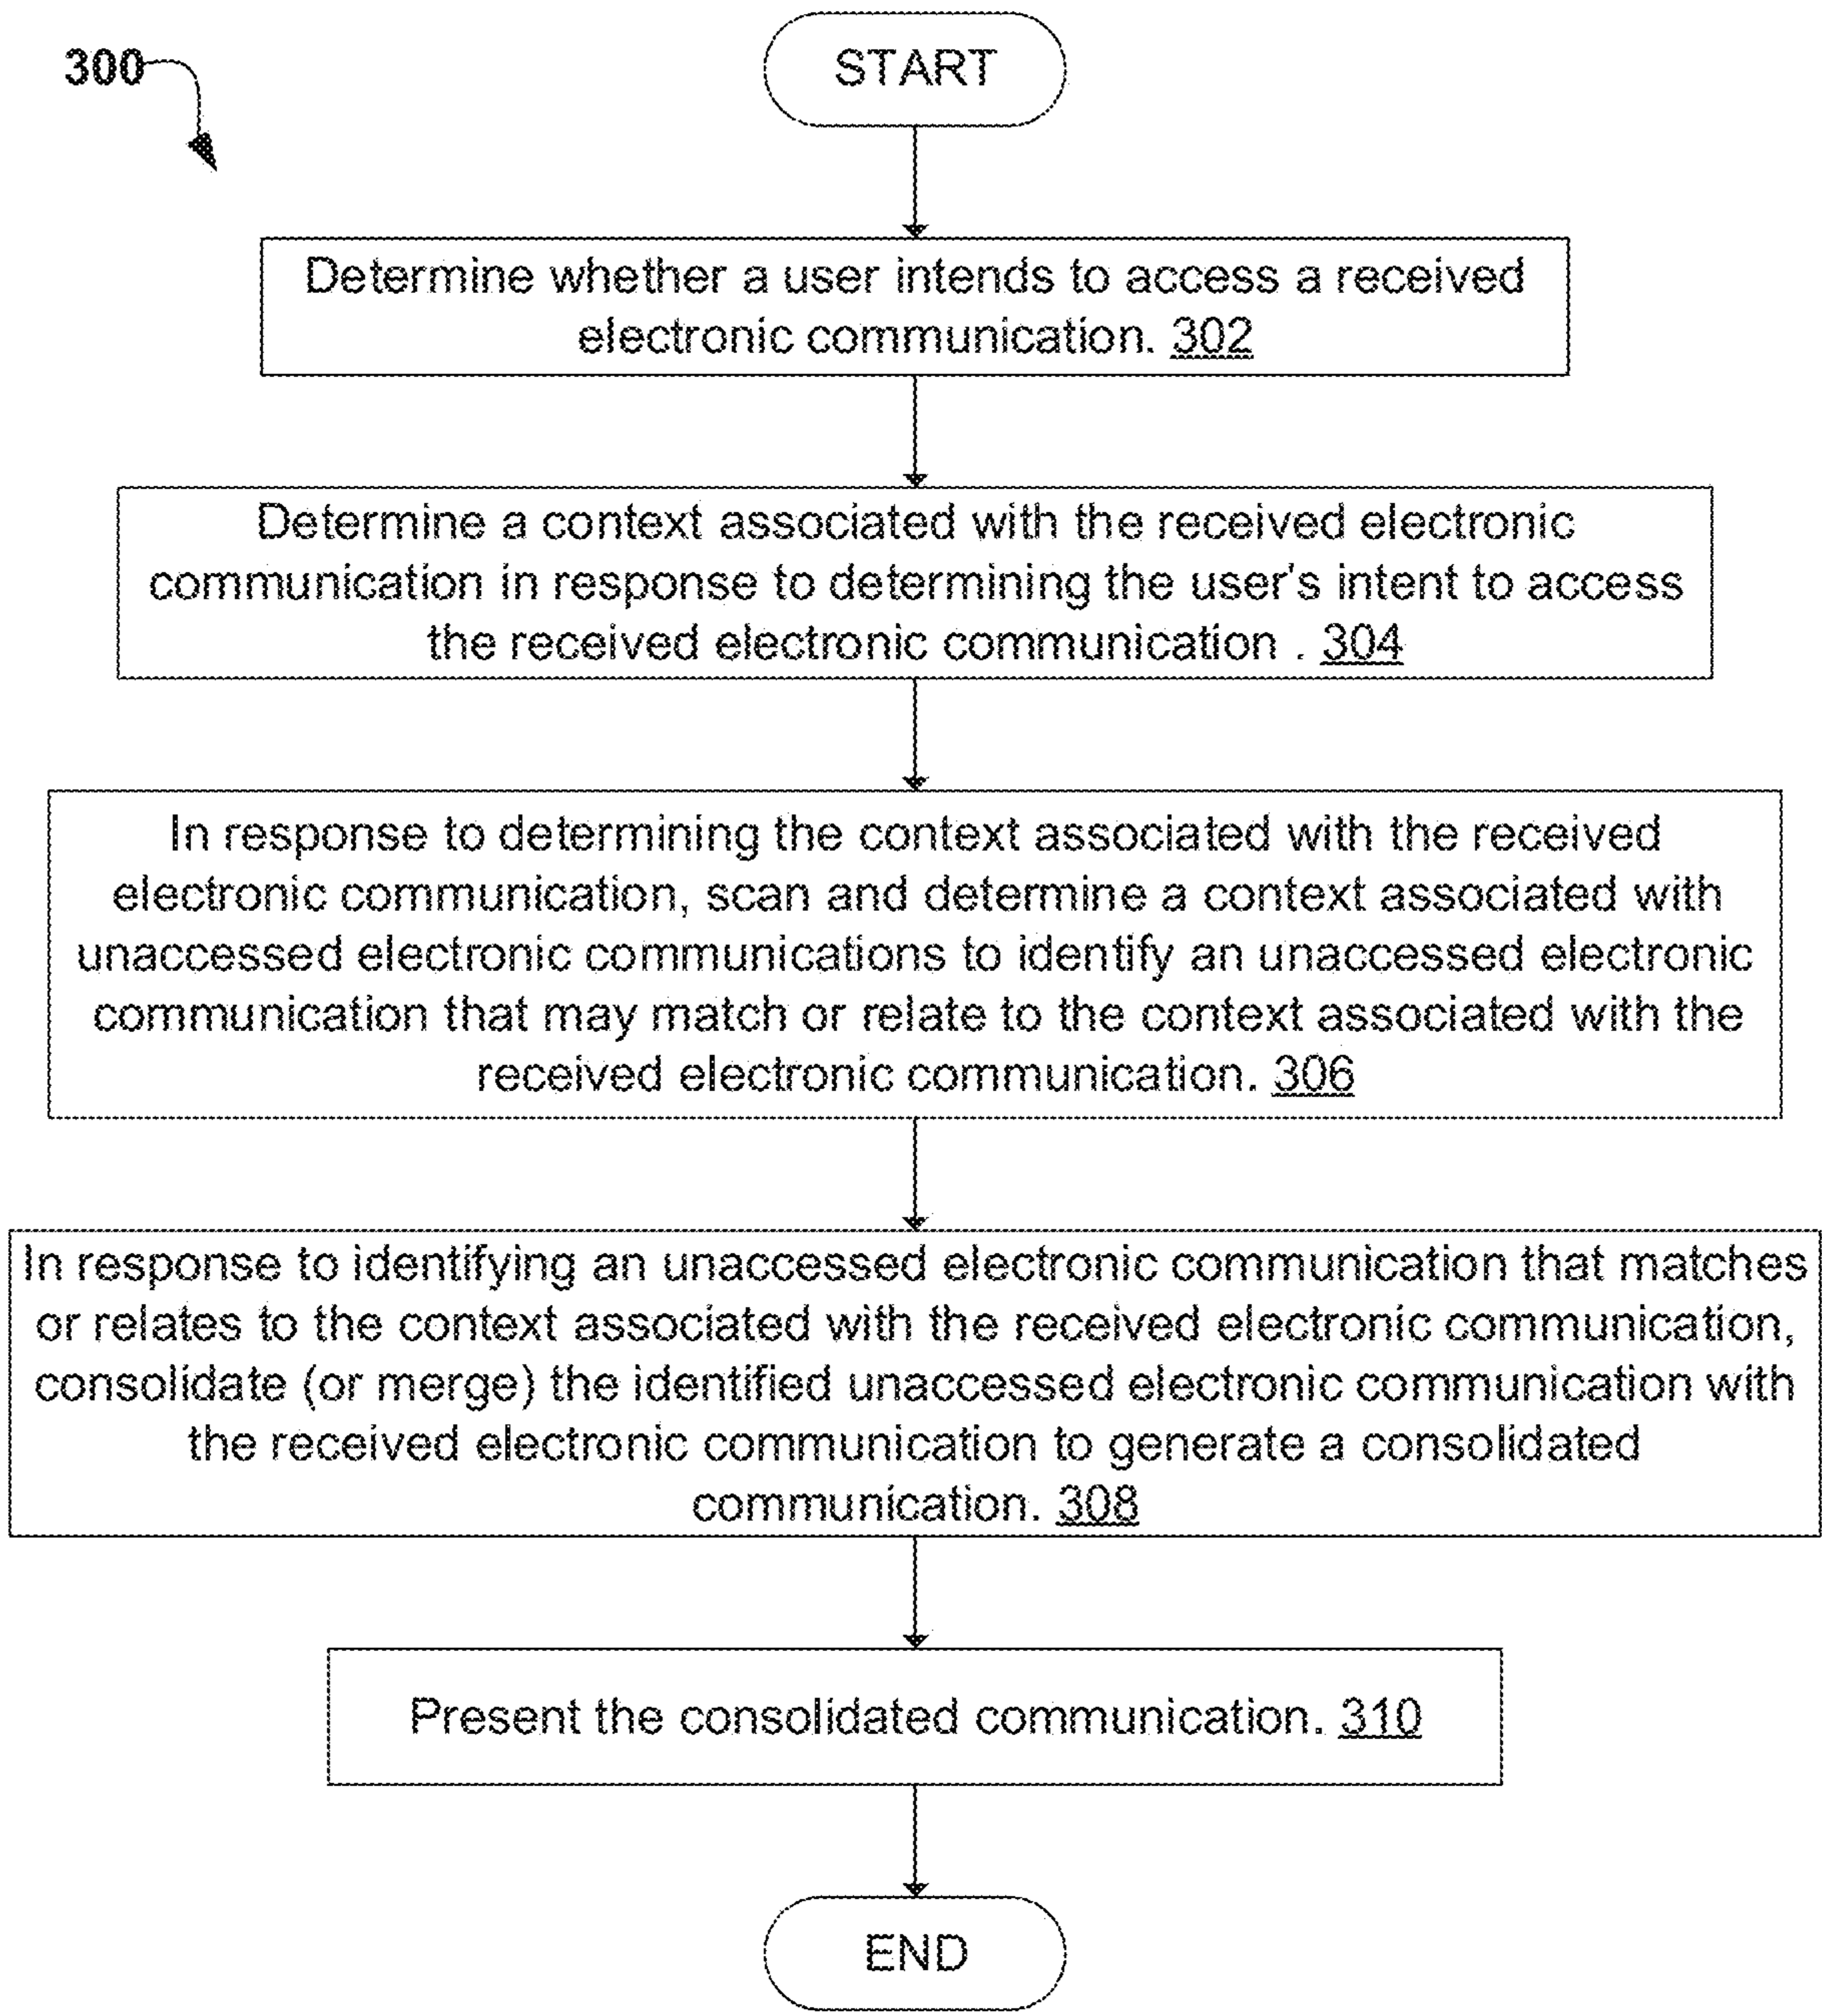 300
START
Determine whether a user intends to access a received
electronic communication. 302
Determine a context associated with the received electronic
communication in response to determining the user's intent to access
the received electronic communication . 304
In response to determining the context associated with the received
electronic communication, scan and determine a context associated with
unaccessed electronic communications to identify an unaccessed electronic
communication that may match or relate to the context associated with the
received electronic communication. 306
In response to identifying an unaccessed electronic communication that matches
or relates to the context associated with the received electronic communication,
consolidate (or merge) the identified unaccessed electronic communication with
the received electronic communication to generate a consolidated
communication. 308
Present the consolidated communication. 310
END